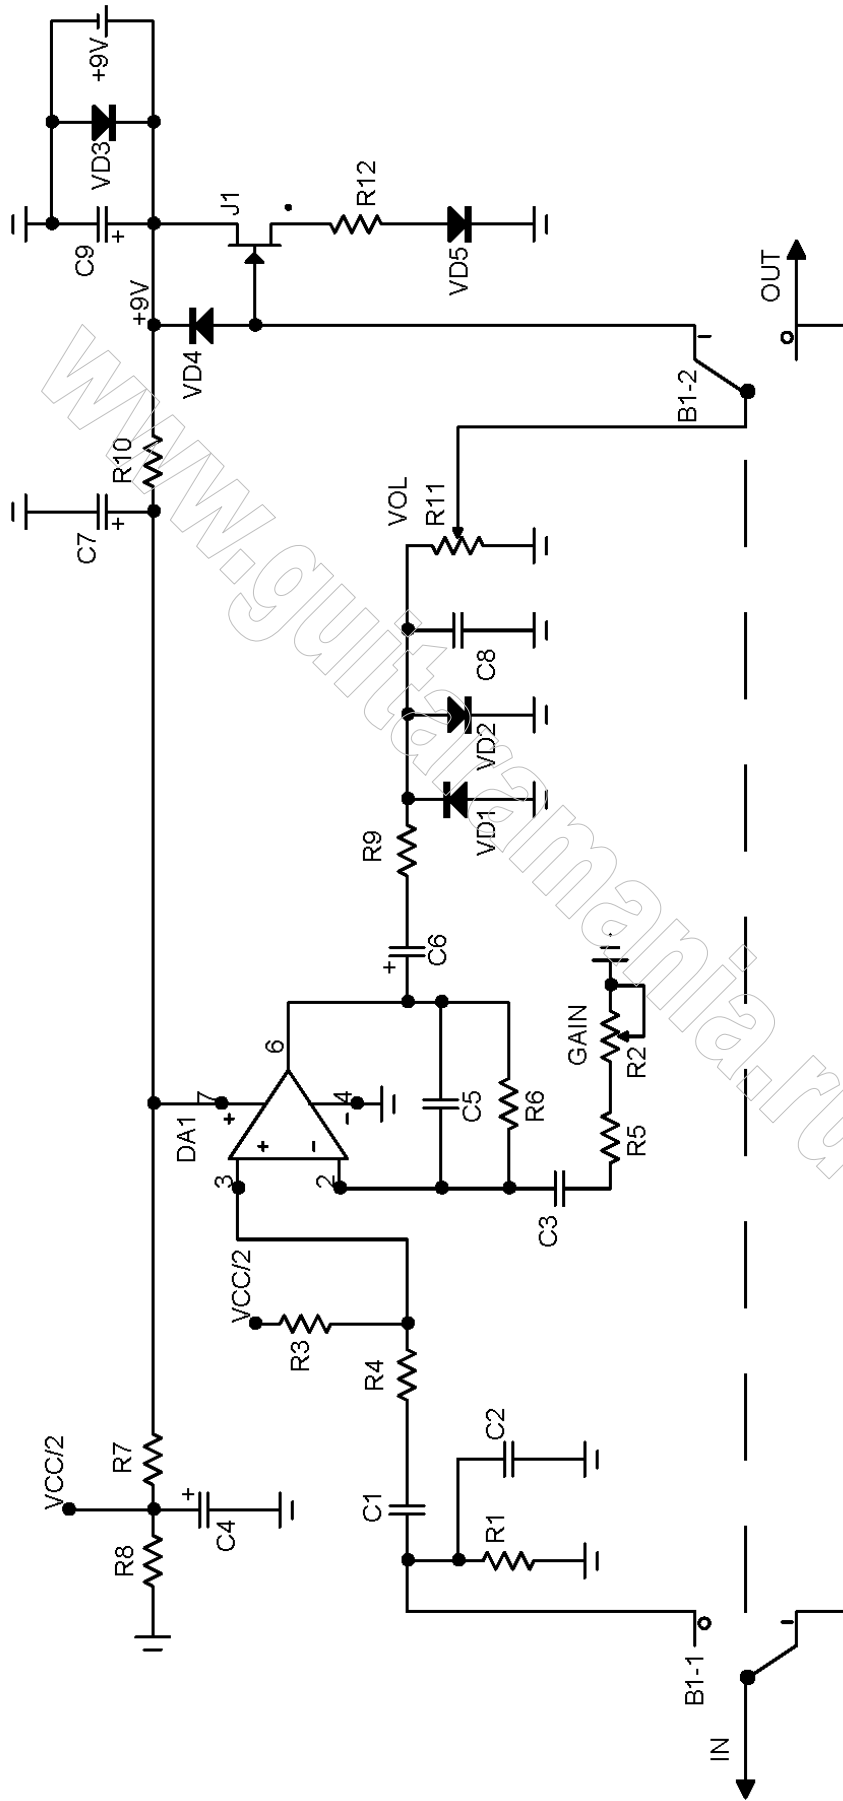 +9V
VD3
C9
+
J1
R12
VD5
+9V
VD4
R10
C7
+
OUT
B1-2
VOL
R11
C8
VD2
VD1
R9
C6
+
GAIN
R2
R5
C3
C5
R6
DA1
7
+
6
4
-
+
-
3
2
VCC/2
R3
R4
VCC/2
R7
R8
+
C4
C1
C2
R1
B1-1
IN
www.guitaramania.ru